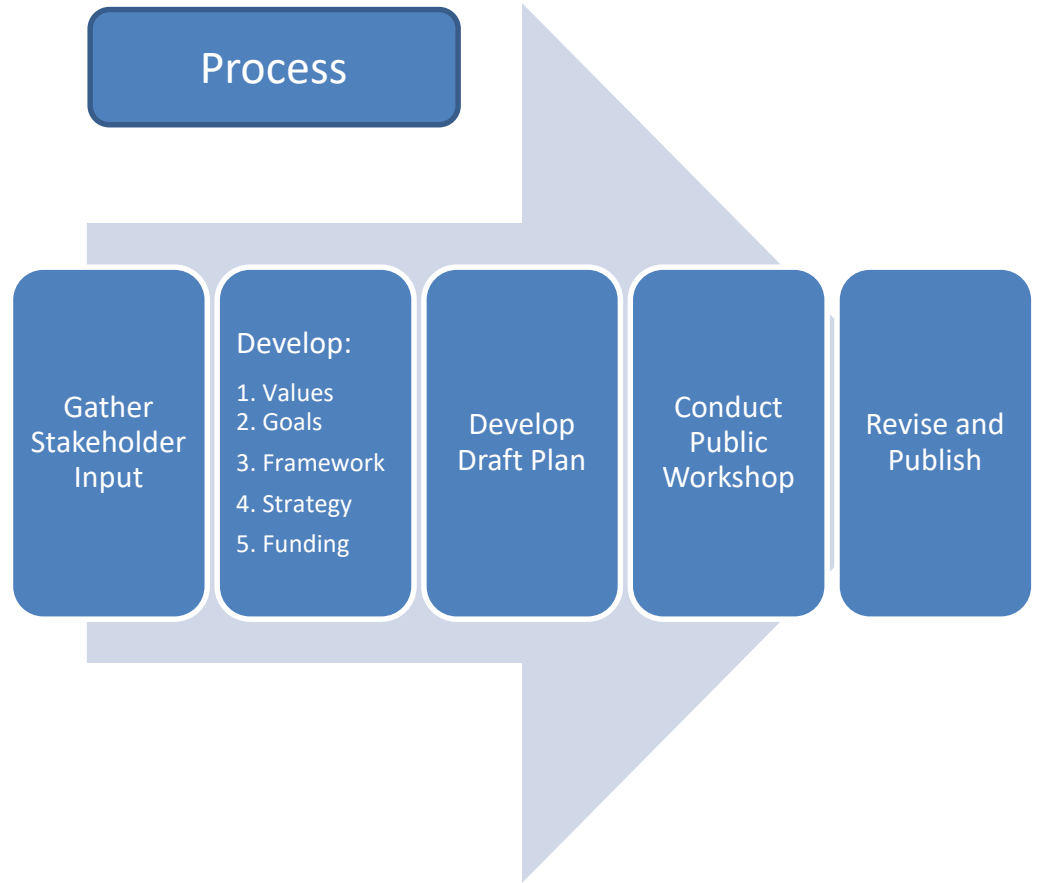 Process
Gather
Stakeholder
Input
Develop:
1. Values
2. Goals
3. Framework
4. Strategy
5. Funding
Develop
Draft Plan
Conduct
Public
Workshop
Revise and
Publish